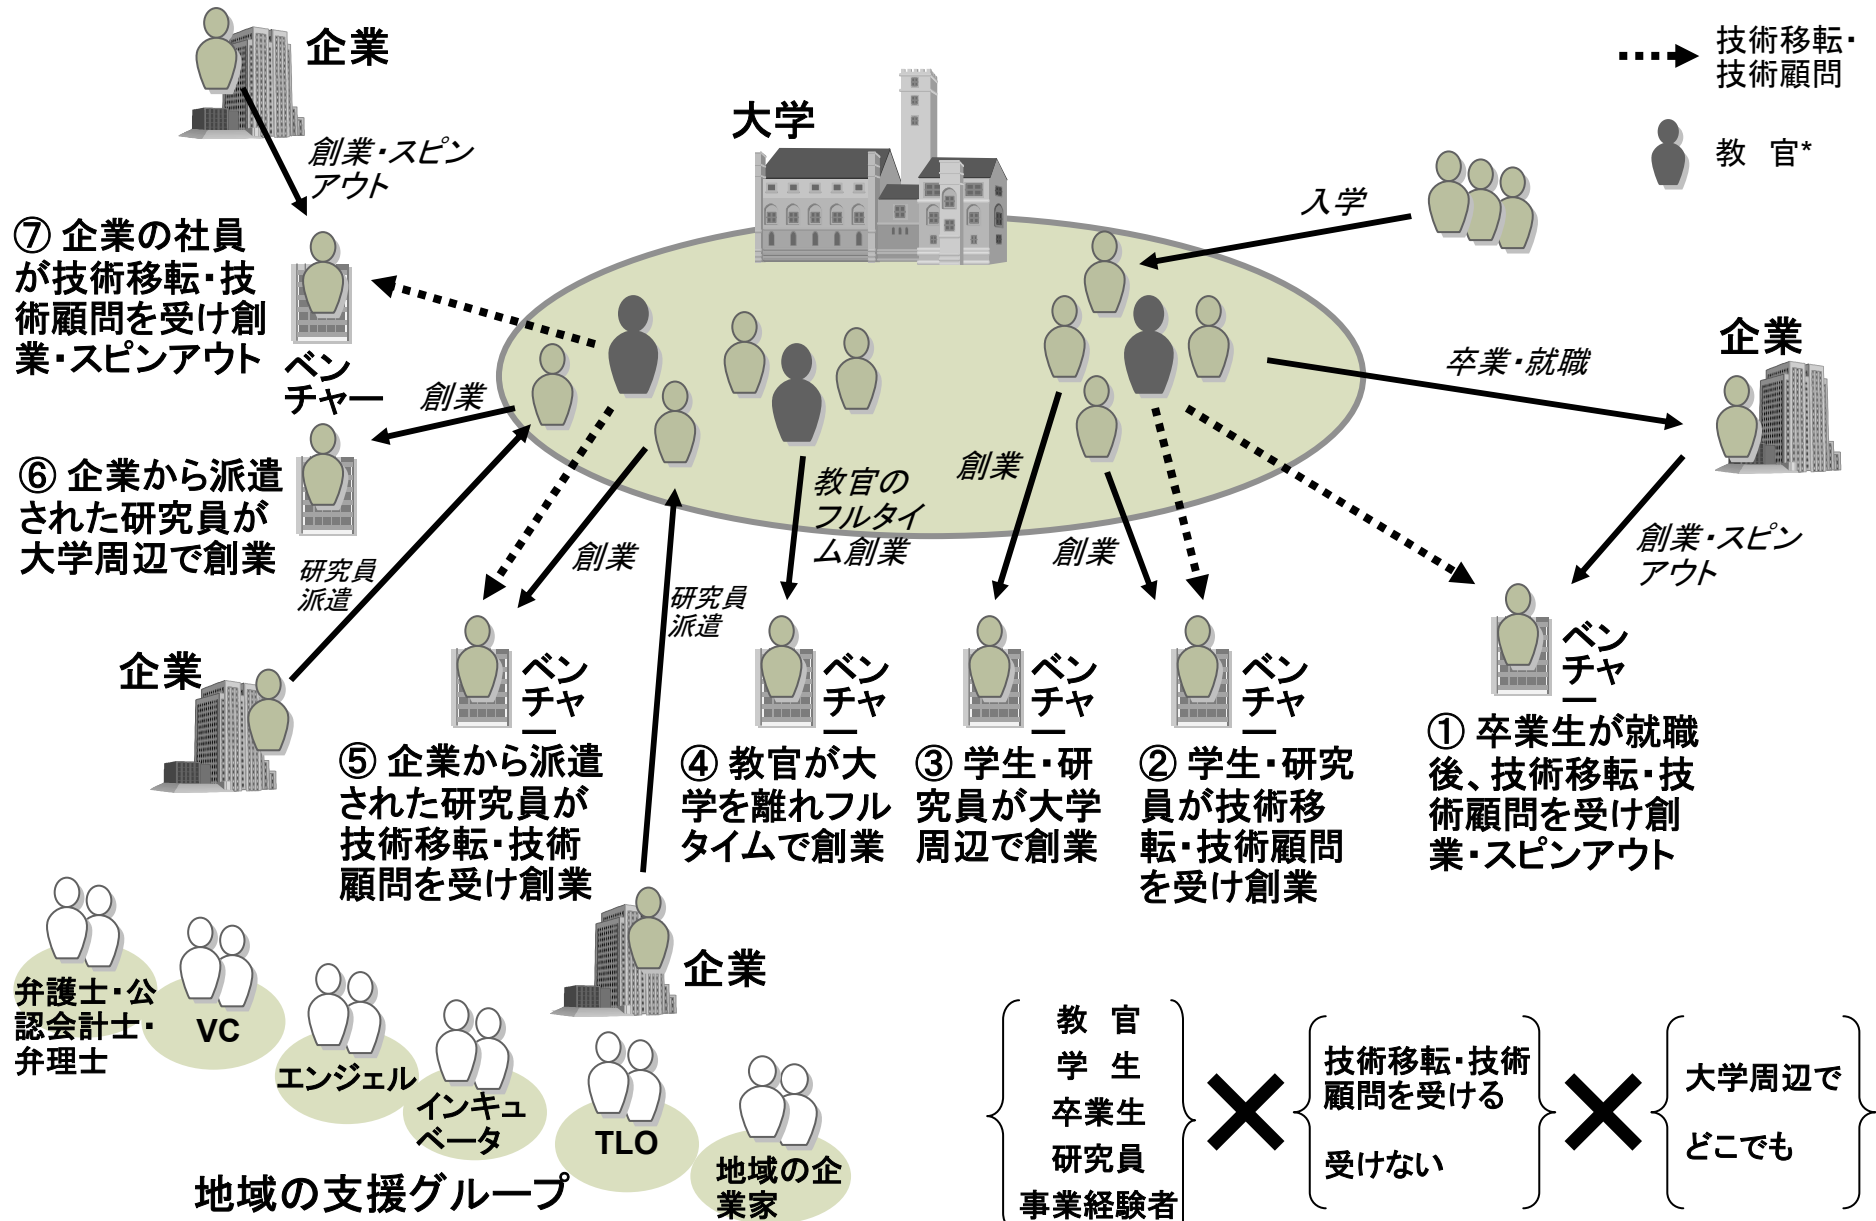 企業
技術移転・
技術顧問
教　官*
大学
創業・スピン
アウト
入学
⑦ 企業の社員
が技術移転・技
術顧問を受け創
業・スピンアウト
ベン
チャー
企業
卒業・就職
創業
⑥ 企業から派遣
された研究員が
大学周辺で創業
研究員
派遣
教官の
フルタイ
ム創業
創業
創業
創業
創業・スピン
アウト
研究員
派遣
企業
ベン
チャ
ー
ベン
チャ
ー
ベン
チャ
ー
ベン
チャ
ー
ベン
チャ
ー
① 卒業生が就職
後、技術移転・技
術顧問を受け創
業・スピンアウト
② 学生・研究
員が技術移
転・技術顧問
を受け創業
③ 学生・研
究員が大学
周辺で創業
④ 教官が大
学を離れフル
タイムで創業
⑤ 企業から派遣
された研究員が
技術移転・技術
顧問を受け創業
企業
弁護士・公
認会計士・
弁理士
VC
エンジェル
インキュ
ベータ
TLO
地域の企
業家
地域の支援グループ
教　官
学　生
卒業生
研究員
事業経験者
技術移転・技術
顧問を受ける
受けない
大学周辺で
どこでも